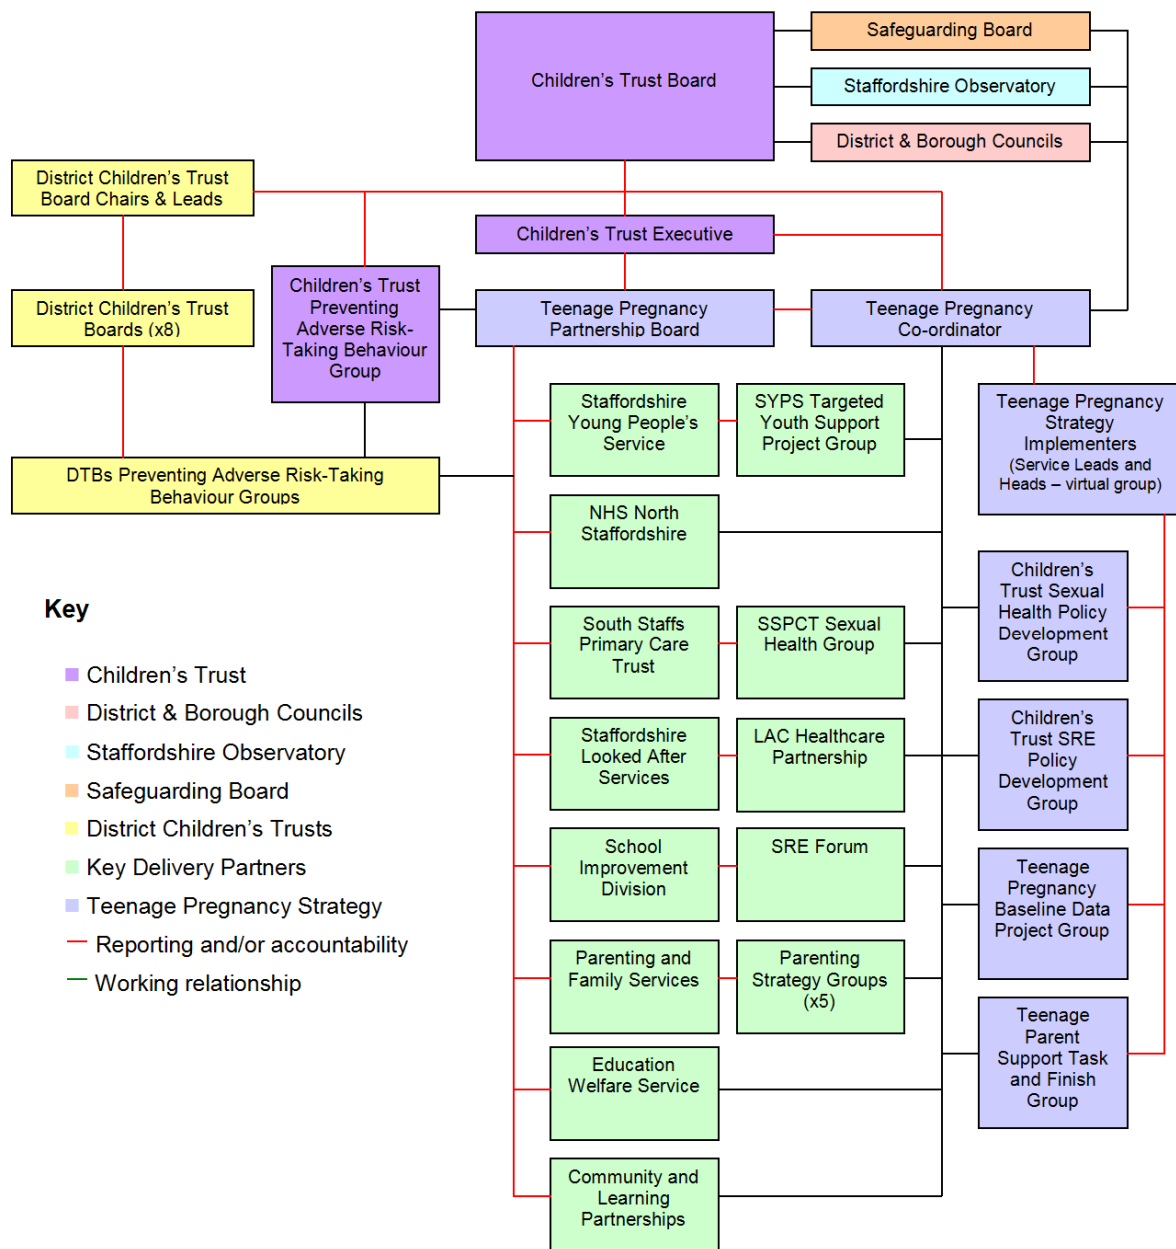 Children's Trust Board
Safeguarding Board
Staffordshire Observatory
District & Borough Councils
District Children's Trust
Board Chairs & Leads
Children's Trust Executive
District Children's Trust
Boards (x8)
Children's Trust
Preventing
Adverse Risk-
Taking Behaviour
Group
Teenage Pregnancy
Partnership Board
Teenage Pregnancy
Co-ordinator
DTBs Preventing Adverse Risk-Taking
Behaviour Groups
Staffordshire
Young People's
Service
SYPS Targeted
Youth Support
Project Group
Teenage Pregnancy
Strategy
Implementers
(Service Leads and
Heads – virtual group)
NHS North
Staffordshire
Children's
Trust Sexual
Health Policy
Development
Group
South Staffs
Primary Care
Trust
SSPCT Sexual
Health Group
Children's
Trust SRE
Policy
Development
Group
Staffordshire
Looked After
Services
LAC Healthcare
Partnership
School
Improvement
Division
SRE Forum
Teenage
Pregnancy
Baseline Data
Project Group
Parenting and
Family Services
Parenting
Strategy Groups
(x5)
Teenage
Parent
Support Task
and Finish
Group
Education
Welfare Service
Community and
Learning
Partnerships
Key
Children's Trust
District & Borough Councils
Staffordshire Observatory
Safeguarding Board
District Children's Trusts
Key Delivery Partners
Teenage Pregnancy Strategy
Reporting and/or accountability
Working relationship